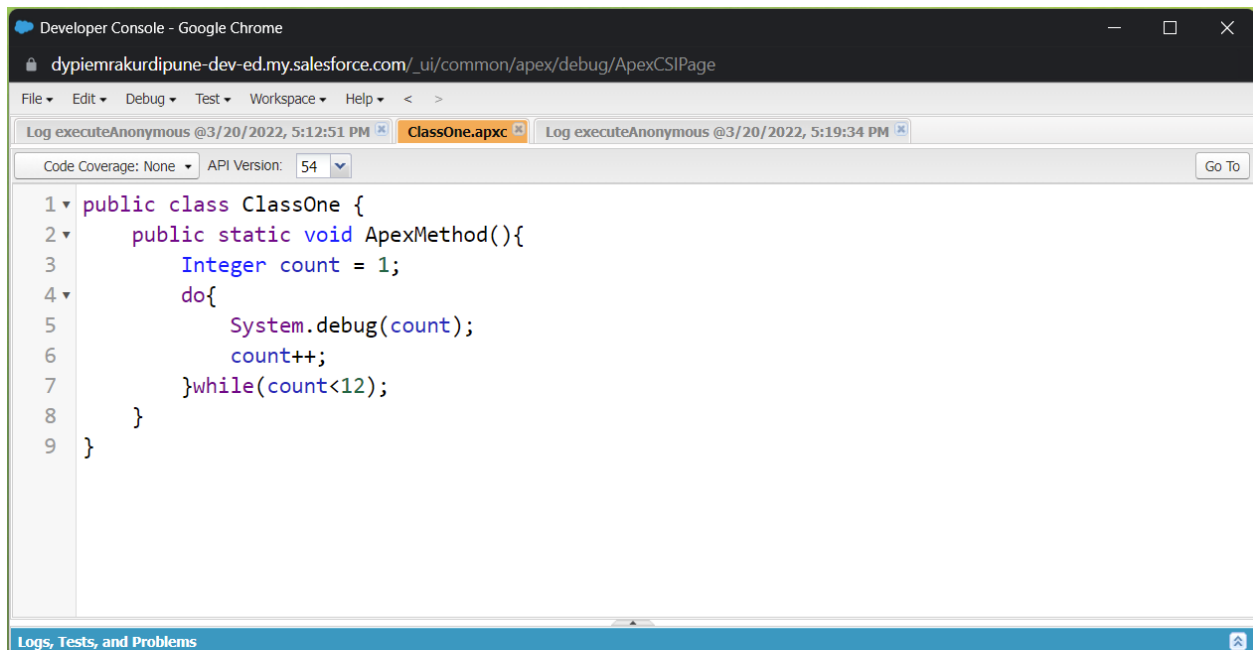 Developer Console - Google Chrome
dypiemrakurdipune-dev-ed.my.salesforce.com/_ui/common/apex/debug/ApexCSIPage
File Edit Debug Test Workspace Help < >
Log executeAnonymous @3/20/2022, 5:12:51 PM ClassOne.apxc Log executeAnonymous @3/20/2022, 5:19:34 PM
Code Coverage: None API Version: 54 Go To
1 public class ClassOne {
2 public static void ApexMethod(){
3 Integer count = 1;
4 do{
5 System.debug(count);
6 count++;
7 }while(count<12);
8 }
9 }
Logs, Tests, and Problems